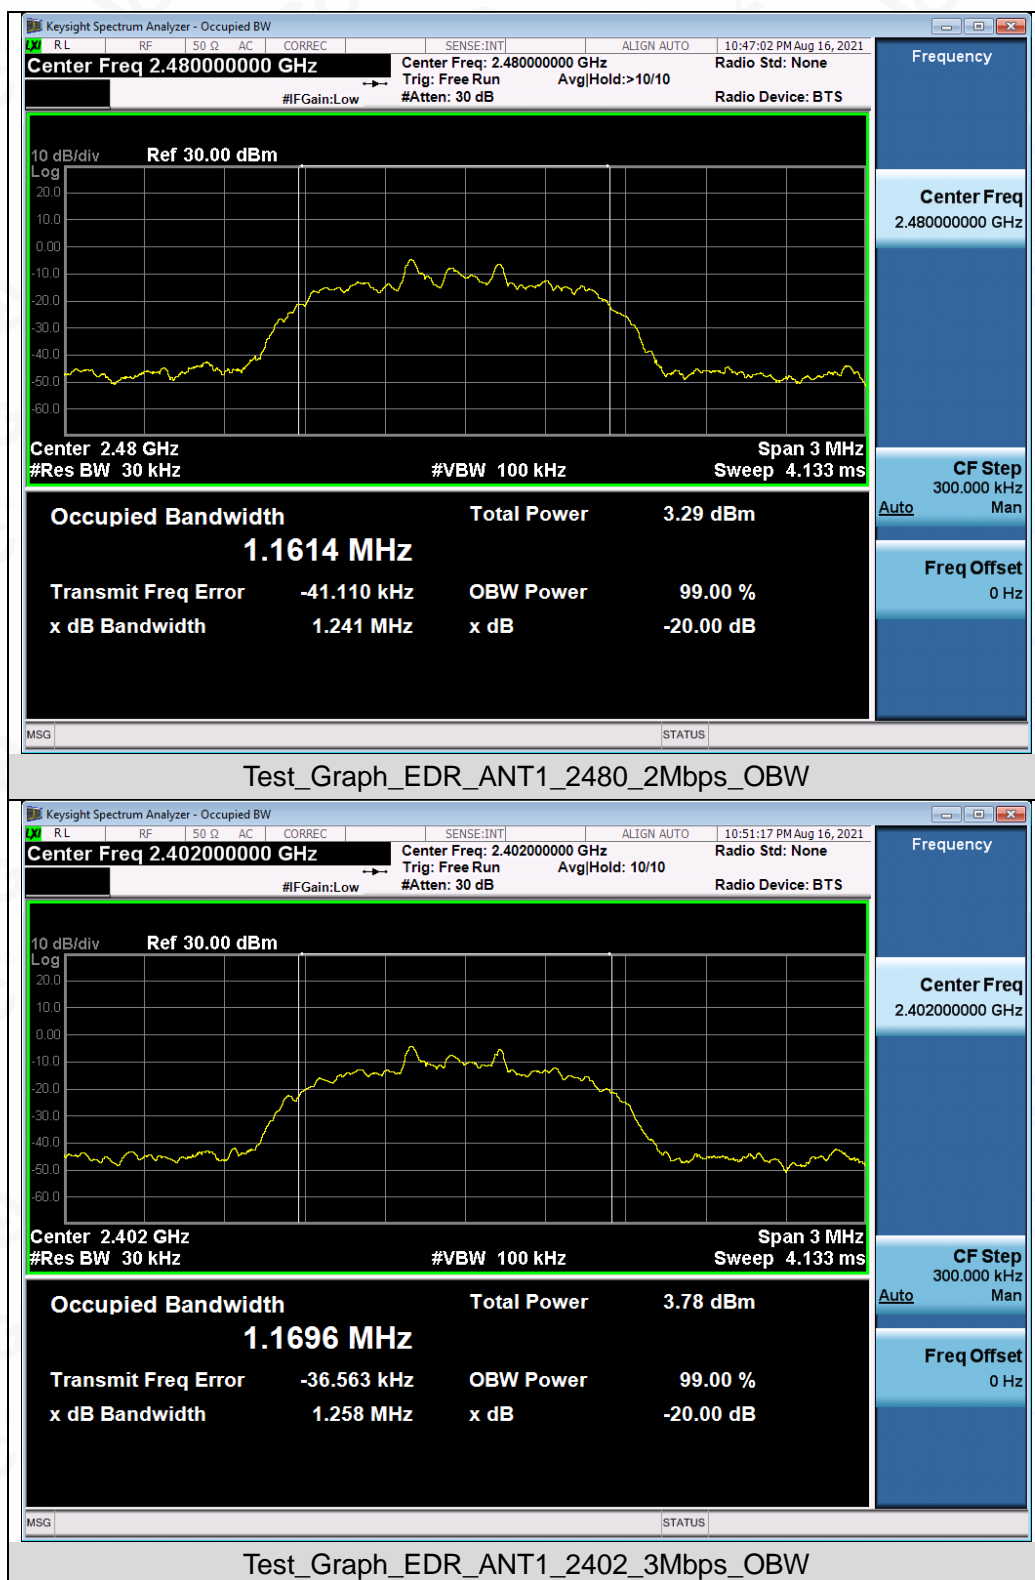 Keysight Spectrum Analyzer - Occupied BW
LXI RL RF 50 Ω AC CORREC SENSE:INT ALIGN AUTO 10:47:02 PM Aug 16, 2021
Center Freq 2.480000000 GHz
Center Freq: 2.480000000 GHz
Radio Std: None
Trig: Free Run
Avg|Hold:>10/10
#IFGain:Low
#Atten: 30 dB
Radio Device: BTS
10 dB/div
Ref 30.00 dBm
Log
20.0
10.0
0.00
-10.0
-20.0
-30.0
-40.0
-50.0
-60.0
Center 2.48 GHz
Span 3 MHz
#Res BW 30 kHz
#VBW 100 kHz
Sweep 4.133 ms
Occupied Bandwidth
Total Power 3.29 dBm
1.1614 MHz
Transmit Freq Error -41.110 kHz
OBW Power 99.00 %
x dB Bandwidth 1.241 MHz
x dB -20.00 dB
MSG
STATUS
Frequency
Center Freq
2.480000000 GHz
CF Step
300.000 kHz
Auto Man
Freq Offset
0 Hz
Test_Graph_EDR_ANT1_2480_2Mbps_OBW
Keysight Spectrum Analyzer - Occupied BW
LXI RL RF 50 Ω AC CORREC SENSE:INT ALIGN AUTO 10:51:17 PM Aug 16, 2021
Center Freq 2.402000000 GHz
Center Freq: 2.402000000 GHz
Radio Std: None
Trig: Free Run
Avg|Hold: 10/10
#IFGain:Low
#Atten: 30 dB
Radio Device: BTS
10 dB/div
Ref 30.00 dBm
Log
20.0
10.0
0.00
-10.0
-20.0
-30.0
-40.0
-50.0
-60.0
Center 2.402 GHz
Span 3 MHz
#Res BW 30 kHz
#VBW 100 kHz
Sweep 4.133 ms
Occupied Bandwidth
Total Power 3.78 dBm
1.1696 MHz
Transmit Freq Error -36.563 kHz
OBW Power 99.00 %
x dB Bandwidth 1.258 MHz
x dB -20.00 dB
MSG
STATUS
Frequency
Center Freq
2.402000000 GHz
CF Step
300.000 kHz
Auto Man
Freq Offset
0 Hz
Test_Graph_EDR_ANT1_2402_3Mbps_OBW